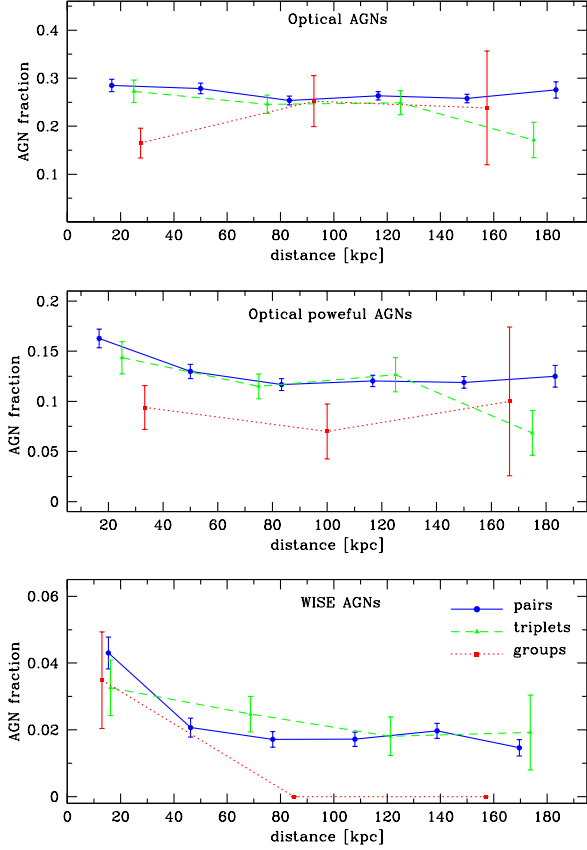 Optical AGNs
0.4
0.3
0.2
0.1
AGN fraction
0 20 40 60 80 100 120 140 160 180
distance [kpc]
Optical poweful AGNs
0.2
0.15
0.1
0.05
0
AGN fraction
20 40 60 80 100 120 140 160 180
distance [kpc]
WISE AGNs
pairs
triplets
groups
0.06
0.04
0.02
0
AGN fraction
0 20 40 60 80 100 120 140 160 180
distance [kpc]